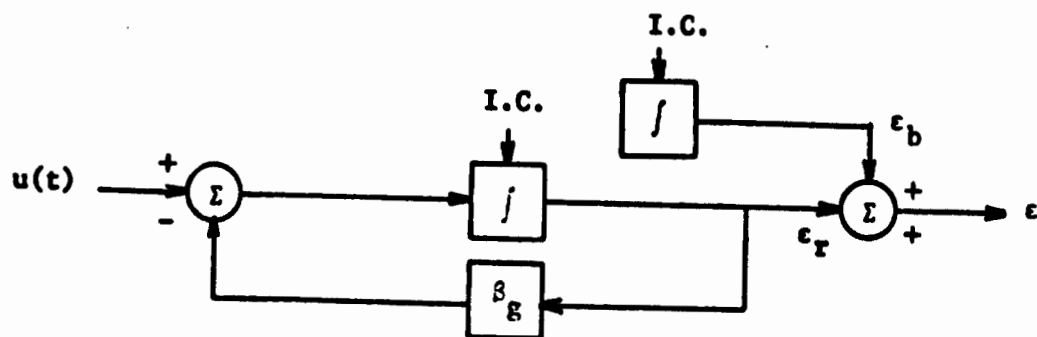 I.C.
∫
I.C.
ε_b
u(t)
+
-
Σ
∫
Σ
+
+
ε
ε_r
β_g